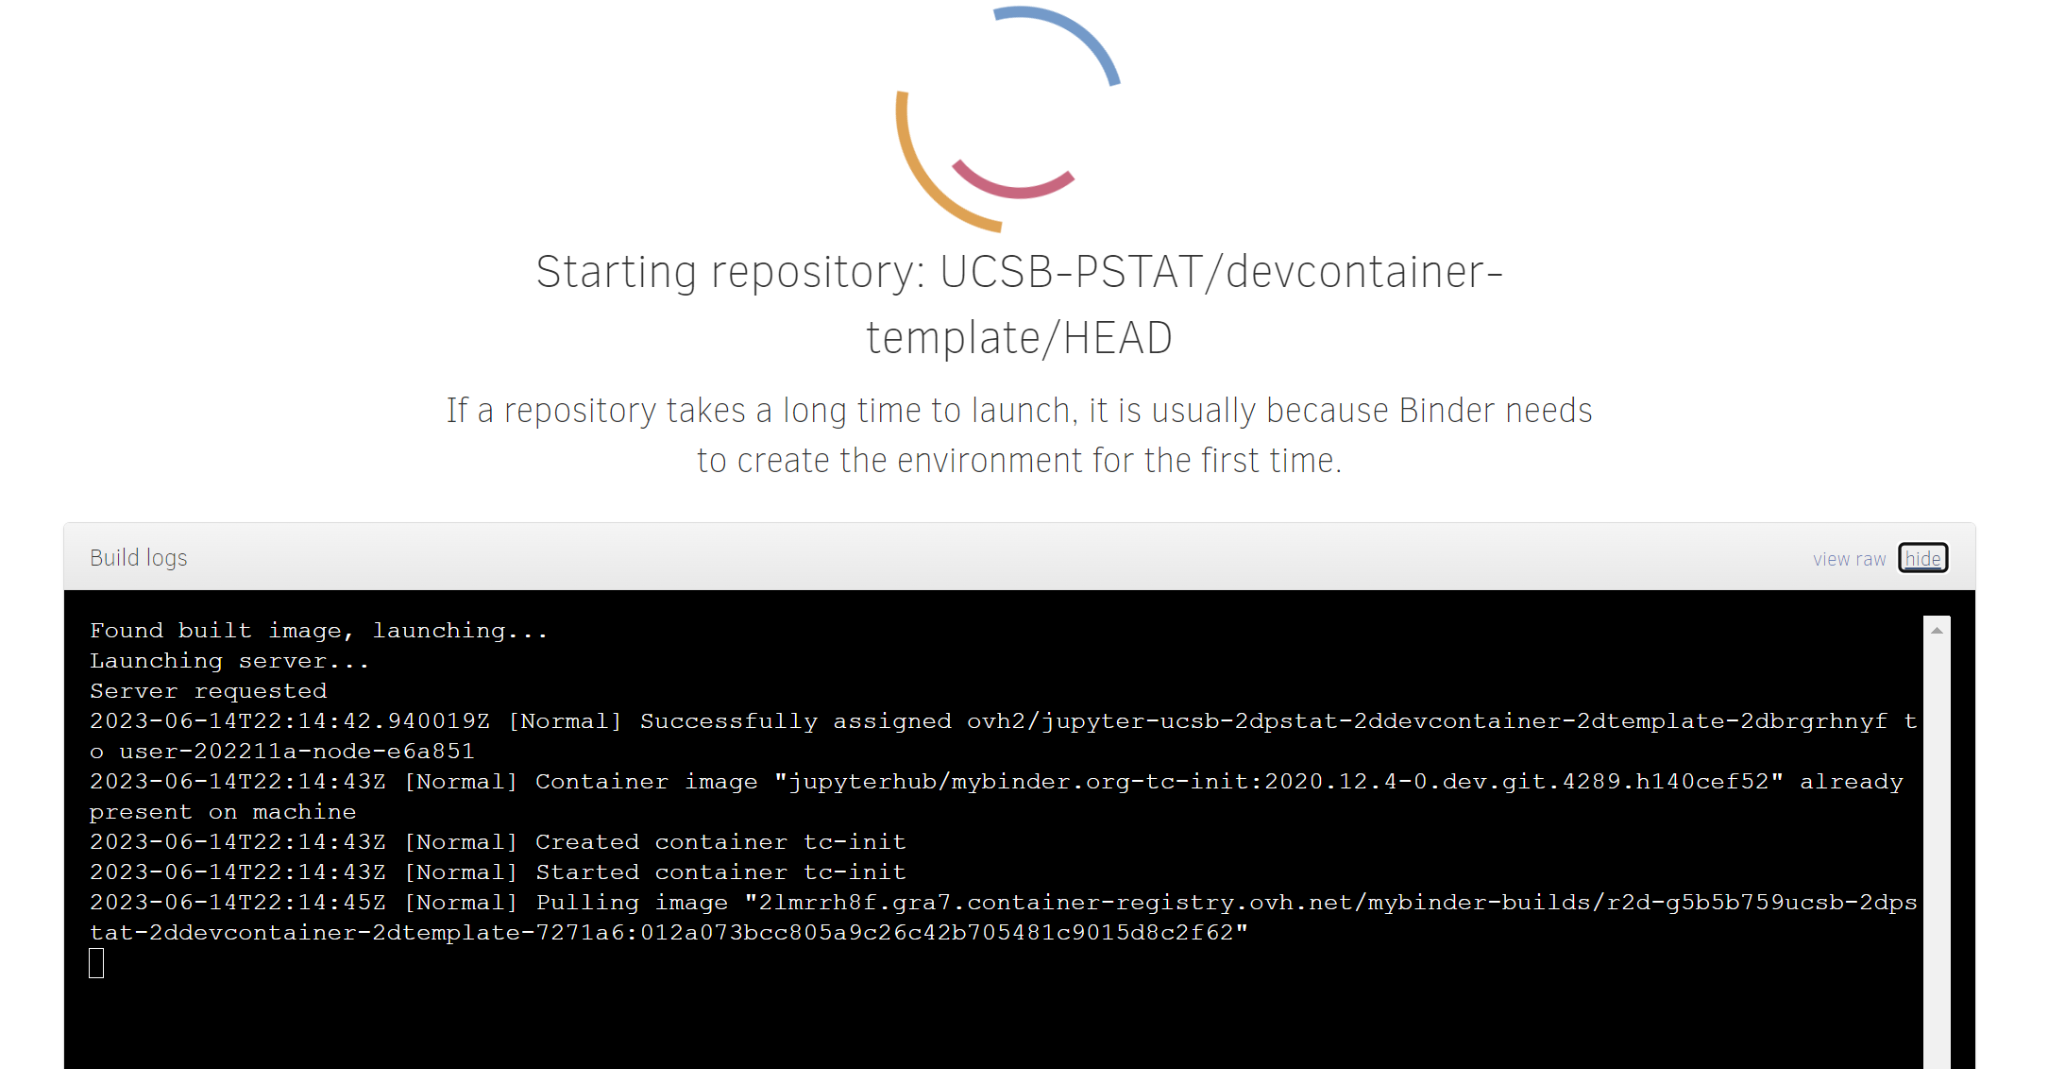 Starting repository: UCSB-PSTAT/devcontainer-
template/HEAD
If a repository takes a long time to launch, it is usually because Binder needs
to create the environment for the first time.
Build logs
view raw hide
Found built image, launching...
Launching server...
Server requested
2023-06-14T22:14:42.940019Z [Normal] Successfully assigned ovh2/jupyter-ucsb-2dpstat-2ddevcontainer-2dtemplate-2dbrgrhnyf t
o user-202211a-node-e6a851
2023-06-14T22:14:43Z [Normal] Container image "jupyterhub/mybinder.org-tc-init:2020.12.4-0.dev.git.4289.h140cef52" already
present on machine
2023-06-14T22:14:43Z [Normal] Created container tc-init
2023-06-14T22:14:43Z [Normal] Started container tc-init
2023-06-14T22:14:45Z [Normal] Pulling image "2lmrrh8f.gra7.container-registry.ovh.net/mybinder-builds/r2d-g5b5b759ucsb-2dps
tat-2ddevcontainer-2dtemplate-7271a6:012a073bcc805a9c26c42b705481c9015d8c2f62"